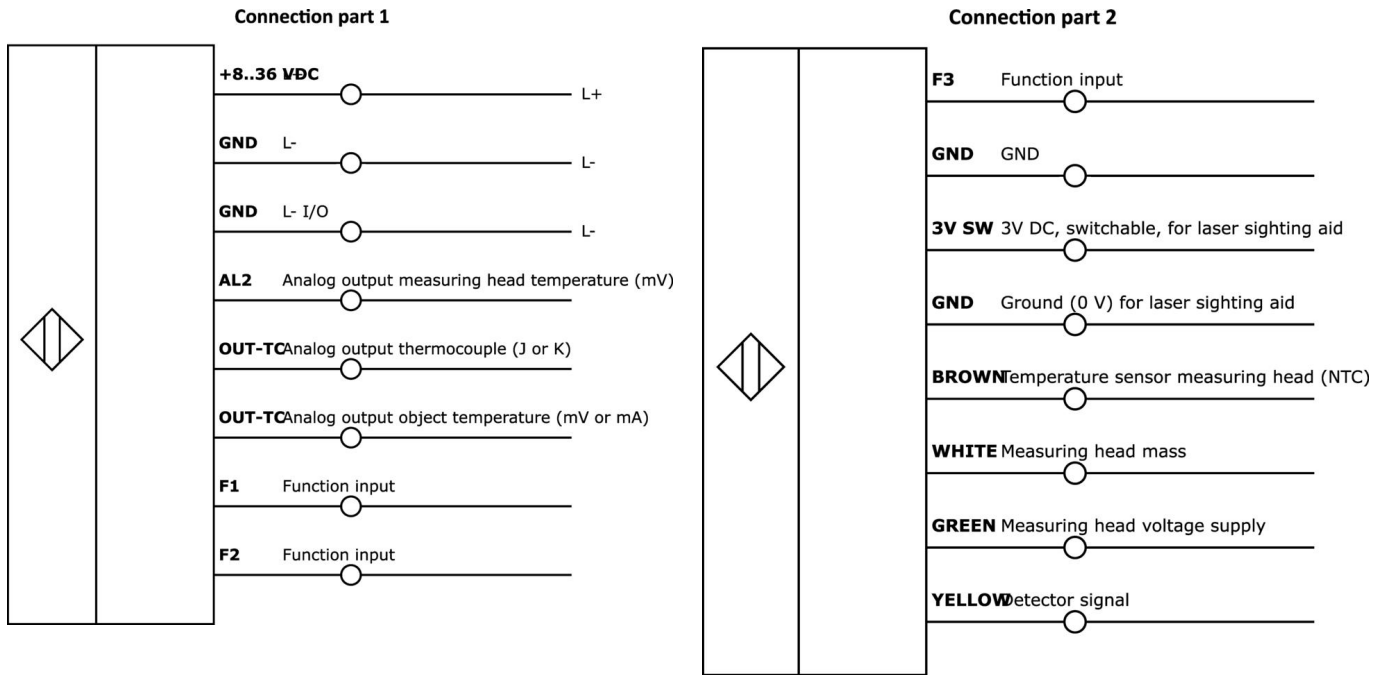 Connection part 1
+8..36 VDC L+
L+
GND L-
L-
GND L- I/O
L-
AL2 Analog output measuring head temperature (mV)
OUT-TC Analog output thermocouple (J or K)
OUT-TC Analog output object temperature (mV or mA)
F1 Function input
F2 Function input
Connection part 2
F3 Function input
GND GND
3V SW 3V DC, switchable, for laser sighting aid
GND Ground (0 V) for laser sighting aid
BROWN Temperature sensor measuring head (NTC)
WHITE Measuring head mass
GREEN Measuring head voltage supply
YELLOW Detector signal